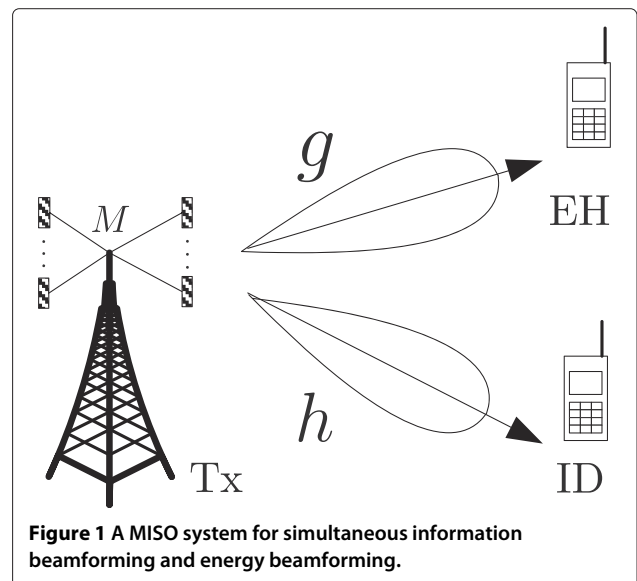 g
M
EH
h
Tx
ID
Figure 1 A MISO system for simultaneous information
beamforming and energy beamforming.